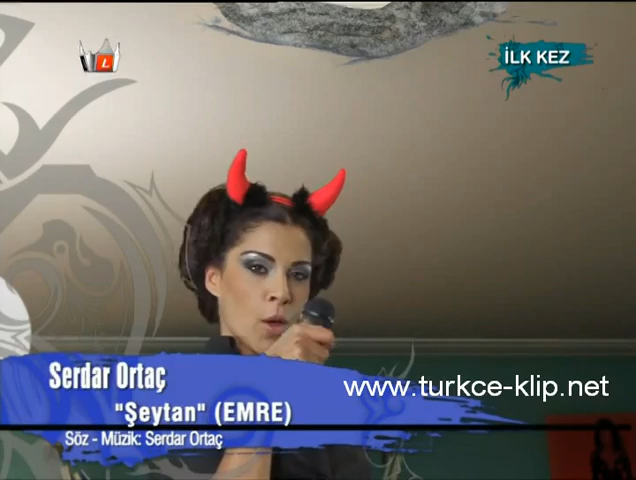 L
İLK KEZ
Serdar Ortaç
www.turkce-klip.net
"Şeytan" (EMRE)
Söz - Müzik: Serdar Ortaç